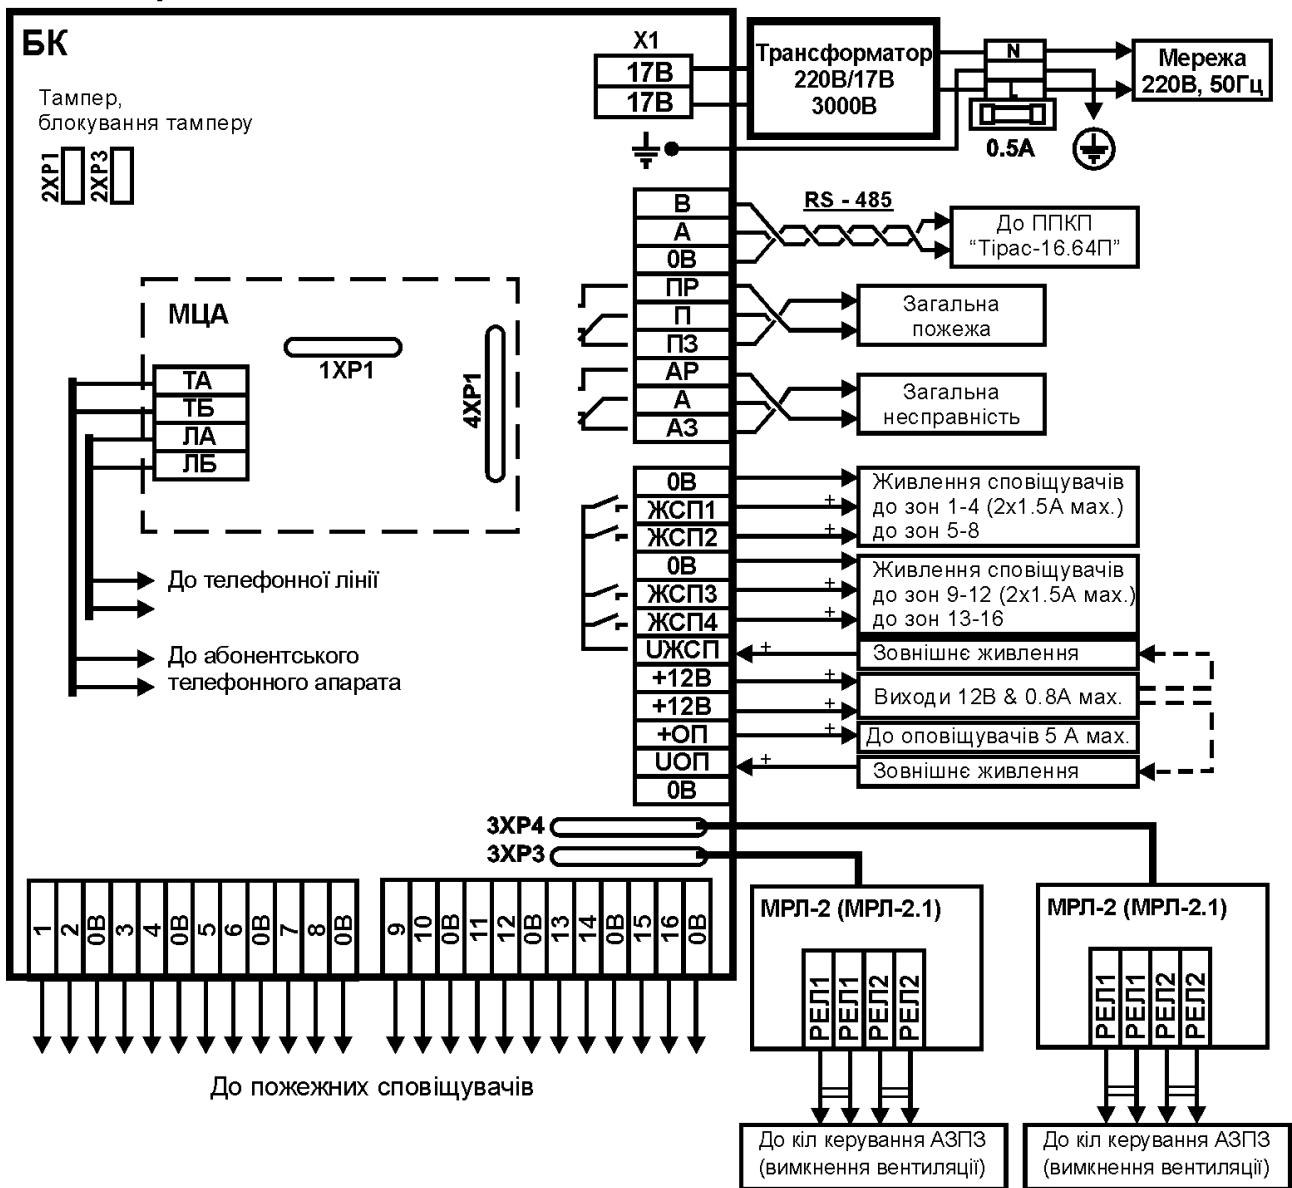 БК
Тампер,
блокування тамперу
2XP1
2XP3
X1
17В
17В
Трансформатор
220В/17В
3000В
N
L
0.5А
Мережа
220В, 50Гц
В
А
0В
RS - 485
До ППКП
“Тірас-16.64П”
ПР
П
ПЗ
Загальна
пожежа
АР
А
АЗ
Загальна
несправність
МЦА
1XP1
4XP1
ТА
ТБ
ЛА
ЛБ
До телефонної лінії
До абонентського
телефонного апарата
0В
ЖСП1
ЖСП2
0В
ЖСП3
ЖСП4
UЖСП
+12В
+12В
+ОП
UОП
0В
+
+
+
+
+
+
+
+
+
Живлення сповіщувачів
до зон 1-4 (2х1.5А мах.)
до зон 5-8
Живлення сповіщувачів
до зон 9-12 (2х1.5А мах.)
до зон 13-16
Зовнішнє живлення
Виходи 12В & 0.8А мах.
До оповіщувачів 5 А мах.
Зовнішнє живлення
3XP4
3XP3
1 2 0В 3 4 0В 5 6 0В 7 8 0В
9 10 0В 11 12 0В 13 14 0В 15 16 0В
До пожежних сповіщувачів
МРЛ-2 (МРЛ-2.1)
РЕЛ1 РЕЛ1 РЕЛ2 РЕЛ2
До кіл керування АЗПЗ
(вимкнення вентиляції)
МРЛ-2 (МРЛ-2.1)
РЕЛ1 РЕЛ1 РЕЛ2 РЕЛ2
До кіл керування АЗПЗ
(вимкнення вентиляції)